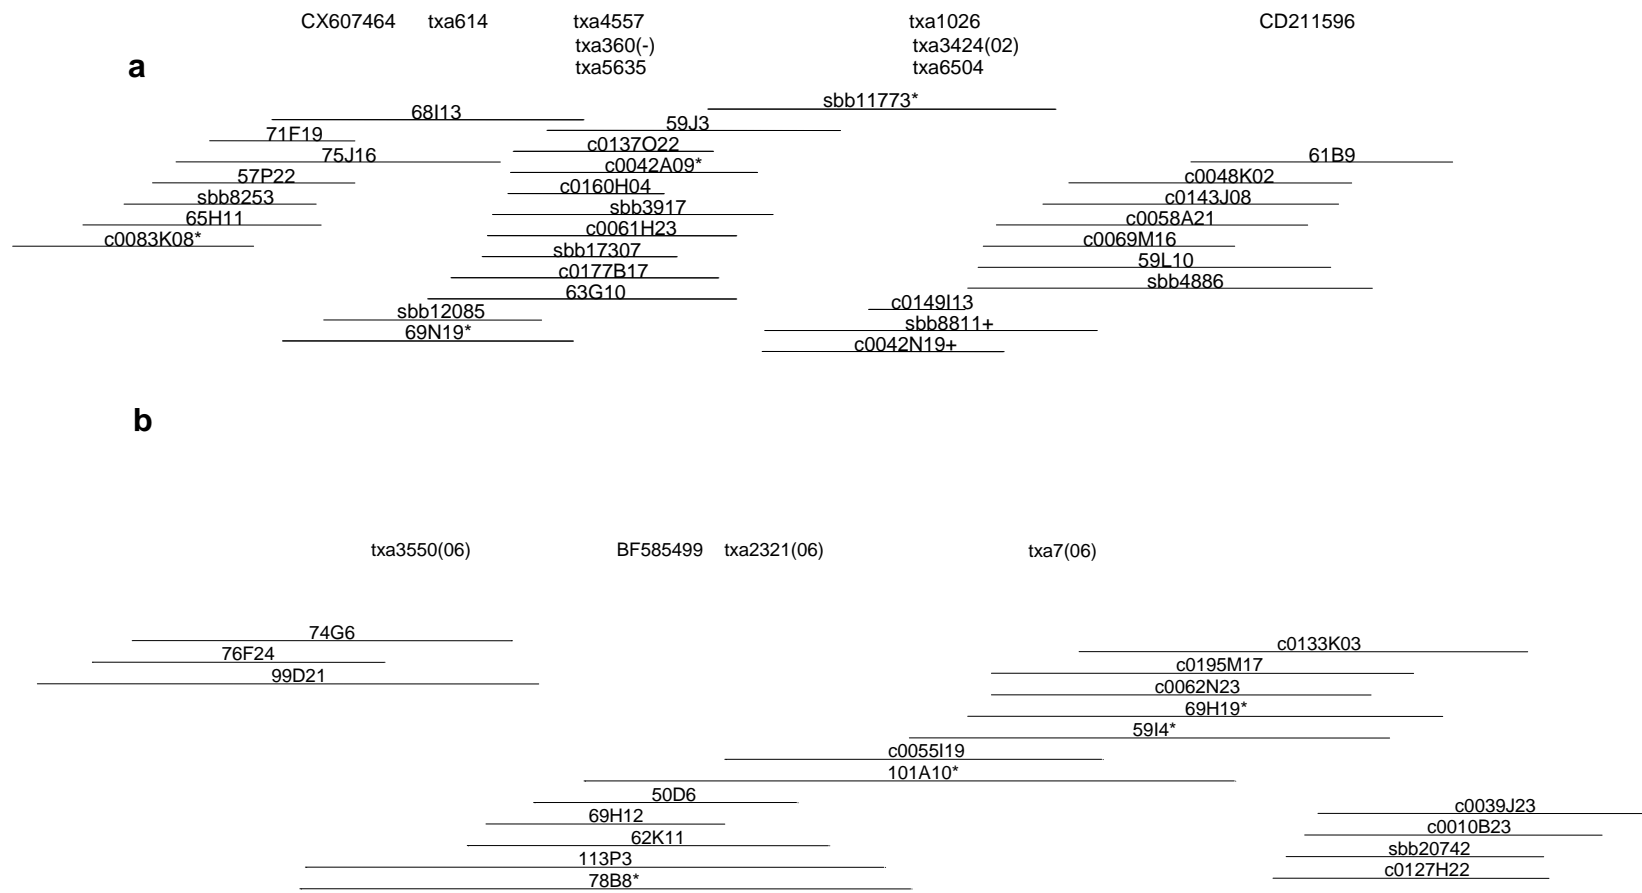 CX607464 txa614 txa4557 txa1026 CD211596
txa360(-) txa3424(02)
a txa5635 txa6504
sbb11773*
68I13
59J3
71F19
c0137O22
75J16 c0042A09* 61B9
57P22 c0160H04 c0048K02
sbb8253 sbb3917 c0143J08
65H11 c0061H23 c0058A21
c0083K08* sbb17307 c0069M16
c0177B17 59L10
63G10 sbb4886
sbb12085 c0149I13
69N19* sbb8811+
c0042N19+
b
txa3550(06) BF585499 txa2321(06) txa7(06)
74G6 c0133K03
76F24 c0195M17
99D21 c0062N23
69H19*
59I4*
c0055I19
101A10*
50D6 c0039J23
69H12 c0010B23
62K11 sbb20742
113P3 c0127H22
78B8*